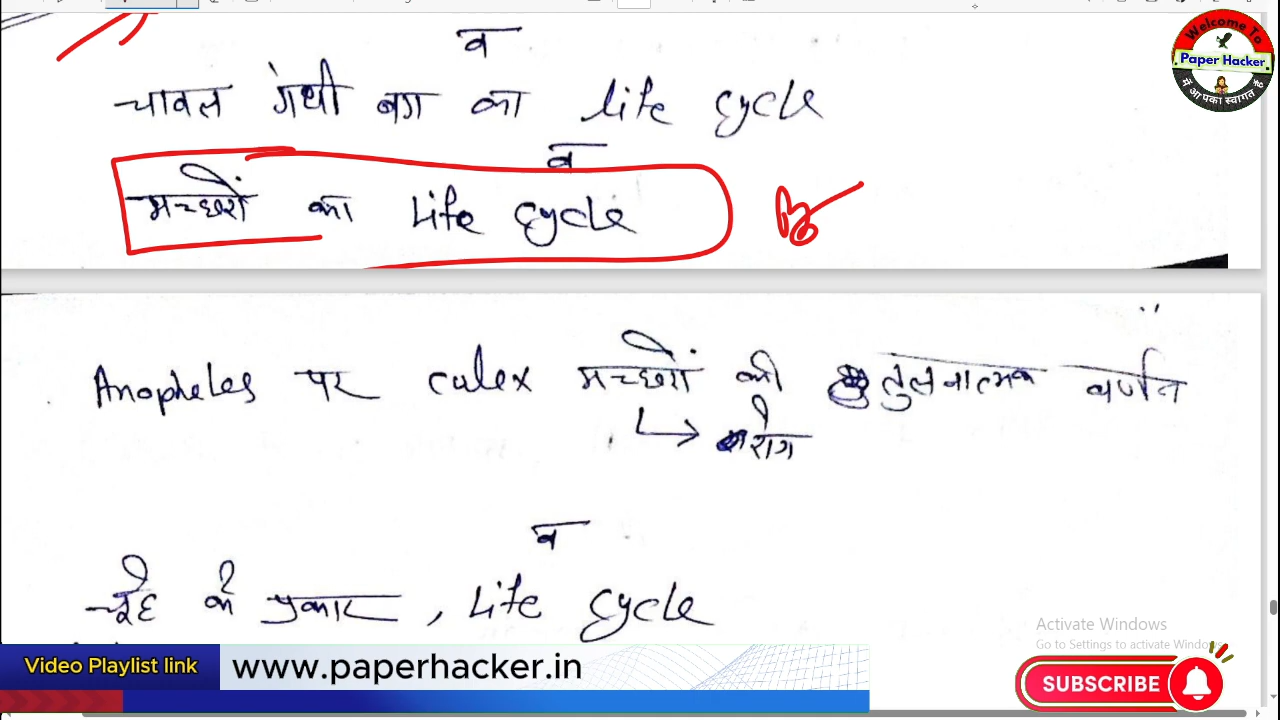 व
चावल गंधी बग का life cycle
व
मच्छरों का Life cycle
Anopheles पर culex मच्छरों की तुलनात्मक वर्णन
रोग
व
चूहे के प्रकार, Life cycle
Welcome To
Paper Hacker
में आपका स्वागत है
Activate Windows
Go to Settings to activate Windows
Video Playlist link
www.paperhacker.in
SUBSCRIBE